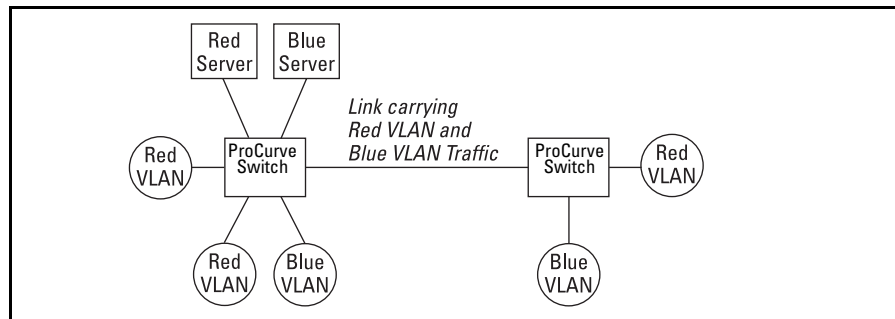 Red
Server
Blue
Server
Link carrying
Red VLAN and
Blue VLAN Traffic
Red
VLAN
ProCurve
Switch
ProCurve
Switch
Red
VLAN
Red
VLAN
Blue
VLAN
Blue
VLAN